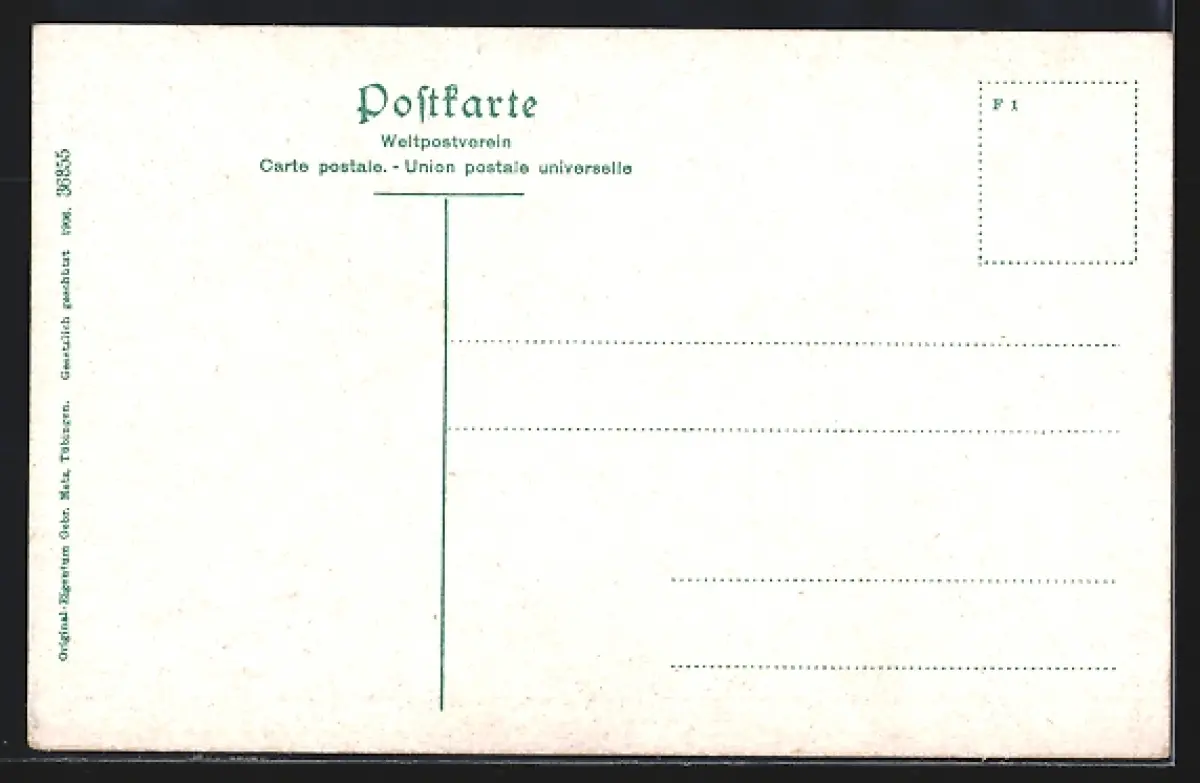 Postkarte
Weltpostverein
Carte postale. - Union postale universelle
F 1
Original-Eigentum Gebr. Metz, Tübingen. Gesetzlich geschützt 1906. 36855